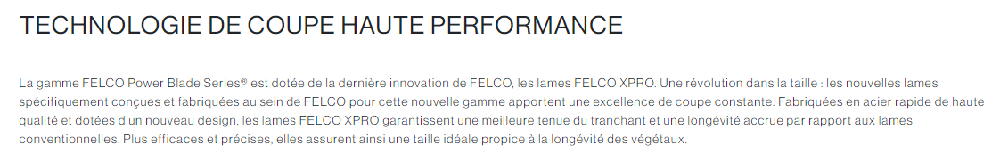 TECHNOLOGIE DE COUPE HAUTE PERFORMANCE
La gamme FELCO Power Blade Series® est dotée de la dernière innovation de FELCO, les lames FELCO XPRO. Une révolution dans la taille : les nouvelles lames
spécifiquement conçues et fabriquées au sein de FELCO pour cette nouvelle gamme apportent une excellence de coupe constante. Fabriquées en acier rapide de haute
qualité et dotées d'un nouveau design, les lames FELCO XPRO garantissent une meilleure tenue du tranchant et une longévité accrue par rapport aux lames
conventionnelles. Plus efficaces et précises, elles assurent ainsi une taille idéale propice à la longévité des végétaux.